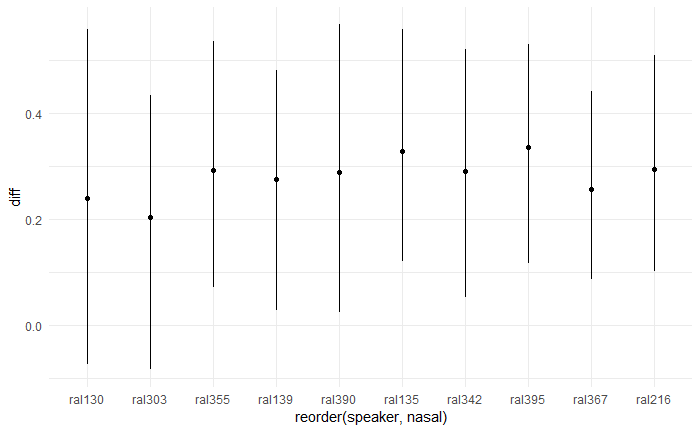 diff
0.4
0.2
0.0
ral130 ral303 ral355 ral139 ral390 ral135 ral342 ral395 ral367 ral216
reorder(speaker, nasal)